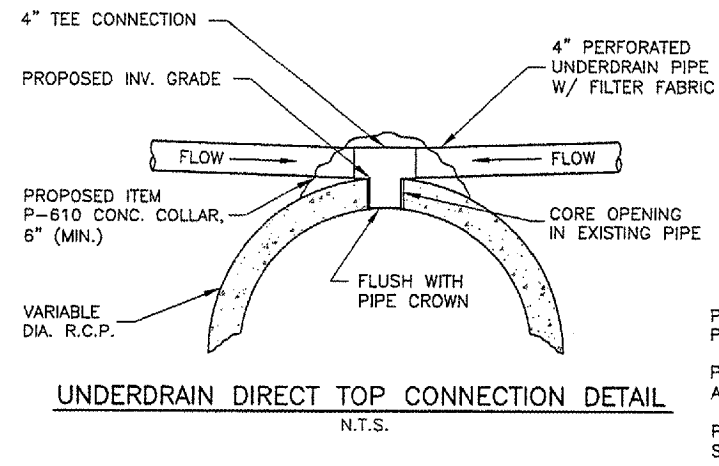 4" TEE CONNECTION
PROPOSED INV. GRADE
4" PERFORATED
UNDERDRAIN PIPE
W/ FILTER FABRIC
FLOW
FLOW
PROPOSED ITEM
P-610 CONC. COLLAR,
6" (MIN.)
CORE OPENING
IN EXISTING PIPE
FLUSH WITH
PIPE CROWN
VARIABLE
DIA. R.C.P.
UNDERDRAIN DIRECT TOP CONNECTION DETAIL
N.T.S.